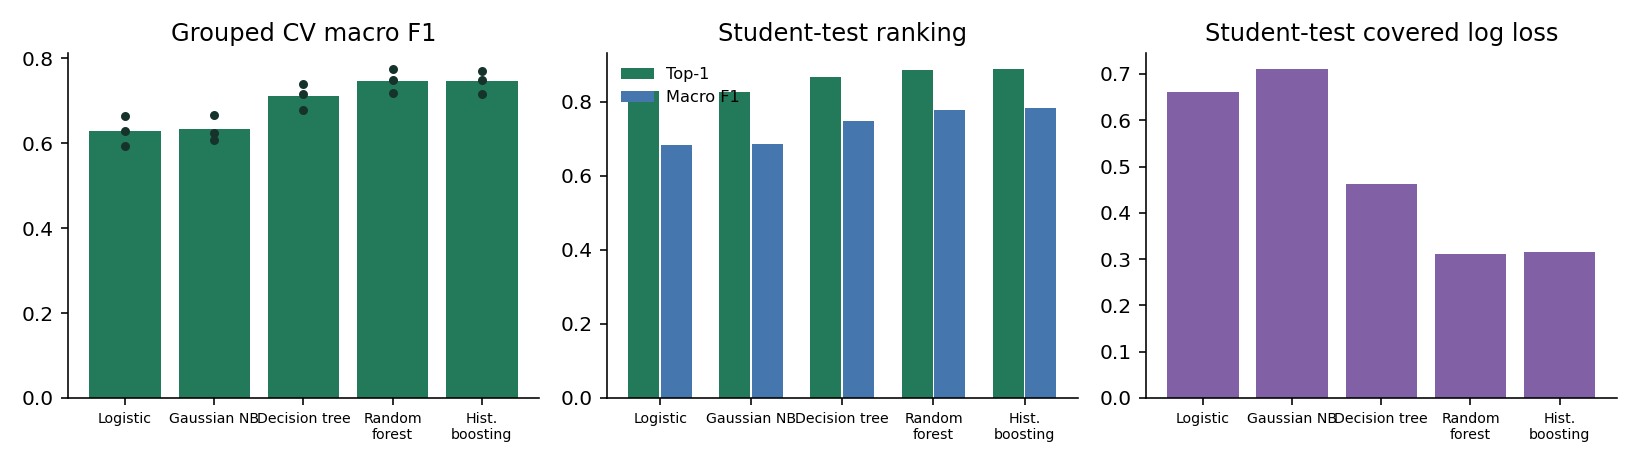 Grouped CV macro F1
0.8
0.6
0.4
0.2
0.0
Logistic
Gaussian NB
Decision tree
Random
forest
Hist.
boosting
Student-test ranking
Top-1
Macro F1
0.8
0.6
0.4
0.2
0.0
Logistic
Gaussian NB
Decision tree
Random
forest
Hist.
boosting
Student-test covered log loss
0.7
0.6
0.5
0.4
0.3
0.2
0.1
0.0
Logistic
Gaussian NB
Decision tree
Random
forest
Hist.
boosting